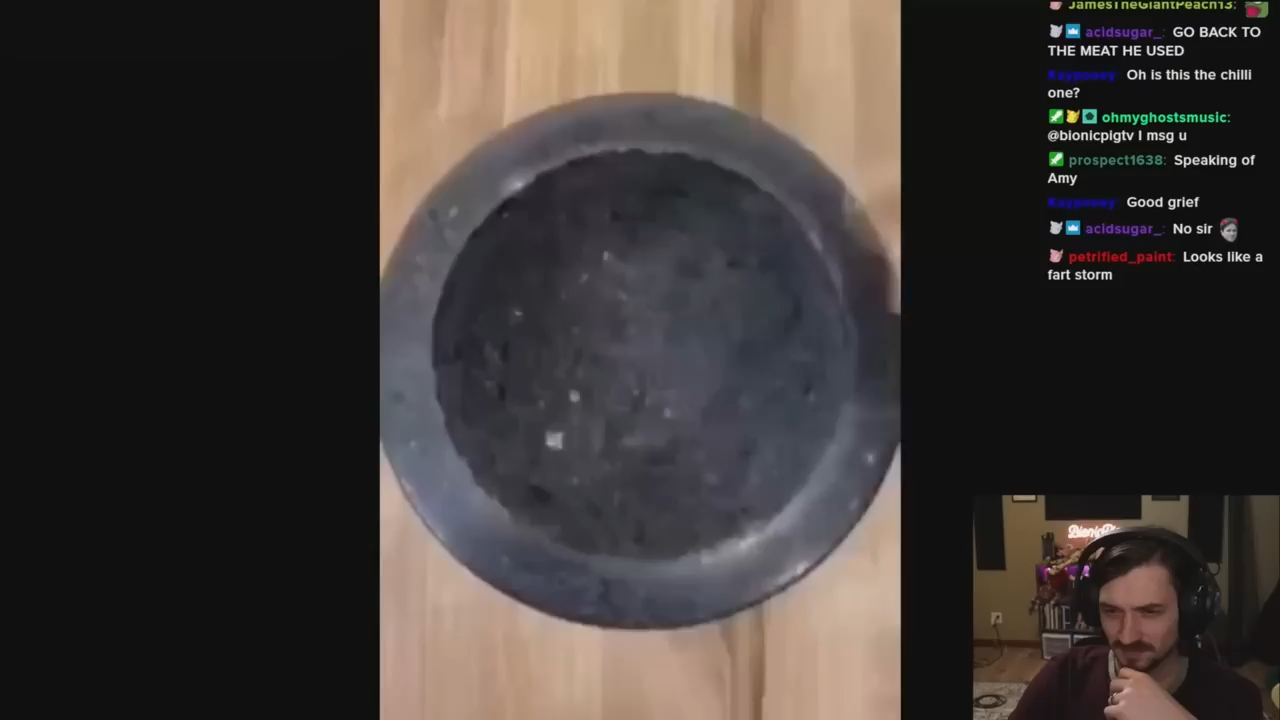 JamesTheGiantPeach13:
acidsugar_: GO BACK TO
THE MEAT HE USED
Oh is this the chilli
one?
ohmyghostsmusic:
@bionicpigtv I msg u
prospect1638: Speaking of
Amy
Good grief
acidsugar_: No sir
petrified_paint: Looks like a
fart storm